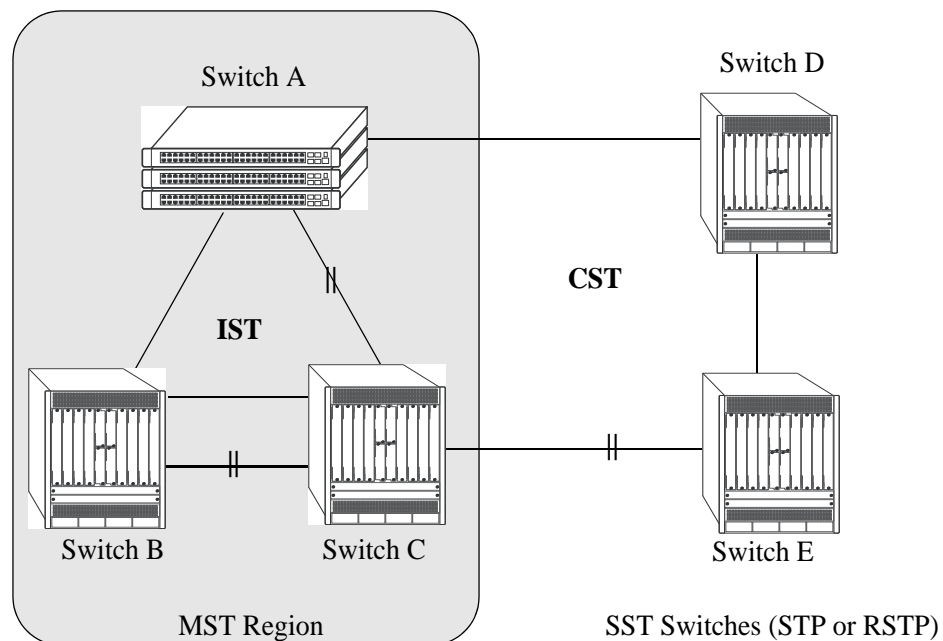 Switch A
Switch D
CST
IST
Switch B
Switch C
Switch E
MST Region
SST Switches (STP or RSTP)